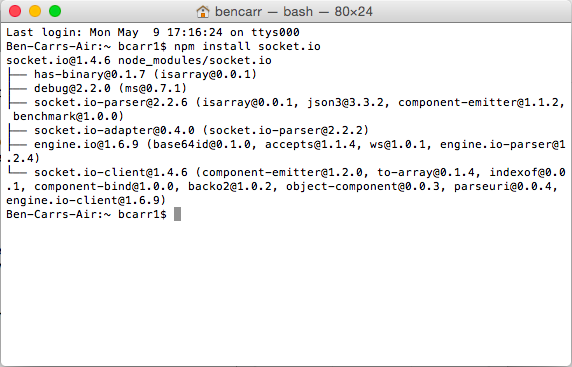 bencarr — bash — 80×24
Last login: Mon May  9 17:16:24 on ttys000
Ben-Carrs-Air:~ bcarr1$ npm install socket.io
socket.io@1.4.6 node_modules/socket.io
├── has-binary@0.1.7 (isarray@0.0.1)
├── debug@2.2.0 (ms@0.7.1)
├── socket.io-parser@2.2.6 (isarray@0.0.1, json3@3.3.2, component-emitter@1.1.2,
 benchmark@1.0.0)
├── socket.io-adapter@0.4.0 (socket.io-parser@2.2.2)
├── engine.io@1.6.9 (base64id@0.1.0, accepts@1.1.4, ws@1.0.1, engine.io-parser@1
.2.4)
└── socket.io-client@1.4.6 (component-emitter@1.2.0, to-array@0.1.4, indexof@0.0
.1, component-bind@1.0.0, backo2@1.0.2, object-component@0.0.3, parseuri@0.0.4,
engine.io-client@1.6.9)
Ben-Carrs-Air:~ bcarr1$